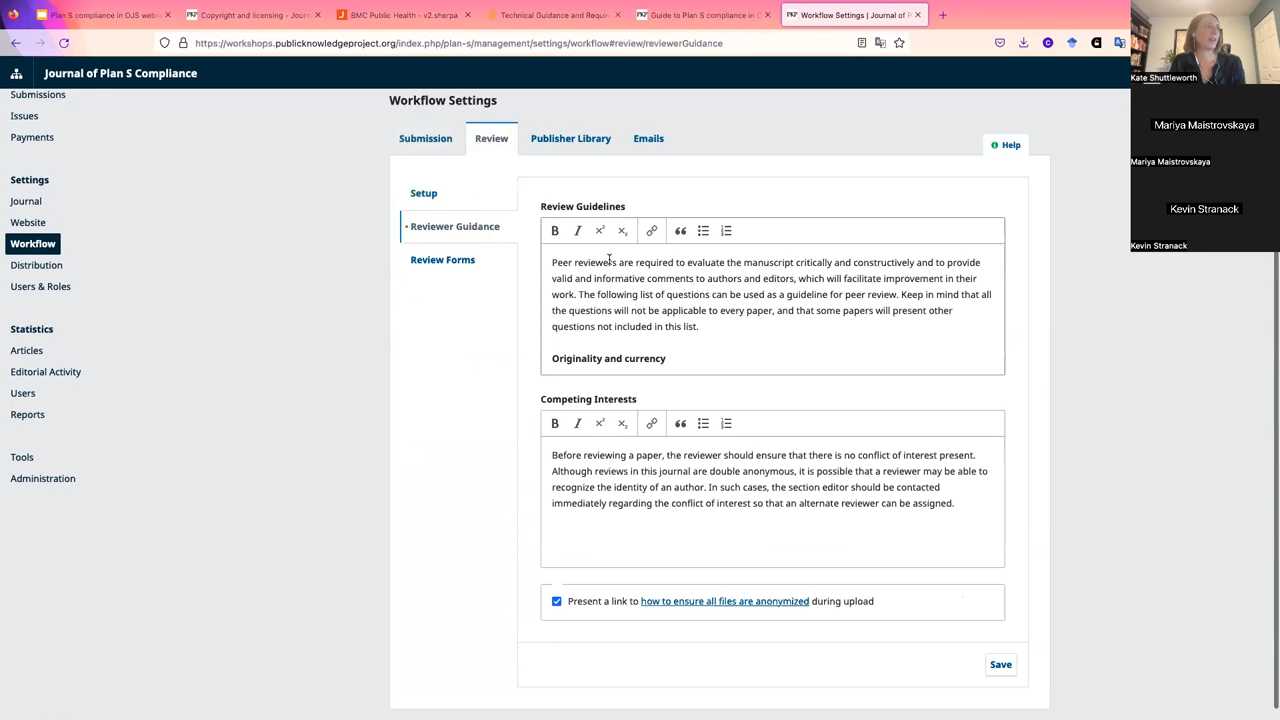 Plan S compliance in OJS web
Copyright and licensing - Journ
BMC Public Health - v2.sherpa
Technical Guidance and Requir
Guide to Plan S compliance in O
Workflow Settings | Journal of P
https://workshops.publicknowledgeproject.org/index.php/plan-s/management/settings/workflow#review/reviewerGuidance
Journal of Plan S Compliance
Submissions
Issues
Payments
Settings
Journal
Website
Workflow
Distribution
Users & Roles
Statistics
Articles
Editorial Activity
Users
Reports
Tools
Administration
Workflow Settings
Submission
Review
Publisher Library
Emails
Help
Setup
Reviewer Guidance
Review Forms
Review Guidelines
Peer reviewers are required to evaluate the manuscript critically and constructively and to provide
valid and informative comments to authors and editors, which will facilitate improvement in their
work. The following list of questions can be used as a guideline for peer review. Keep in mind that all
the questions will not be applicable to every paper, and that some papers will present other
questions not included in this list.
Originality and currency
Competing Interests
Before reviewing a paper, the reviewer should ensure that there is no conflict of interest present.
Although reviews in this journal are double anonymous, it is possible that a reviewer may be able to
recognize the identity of an author. In such cases, the section editor should be contacted
immediately regarding the conflict of interest so that an alternate reviewer can be assigned.
Present a link to how to ensure all files are anonymized during upload
Save
Kate Shuttleworth
Mariya Maistrovskaya
Mariya Maistrovskaya
Kevin Stranack
Kevin Stranack